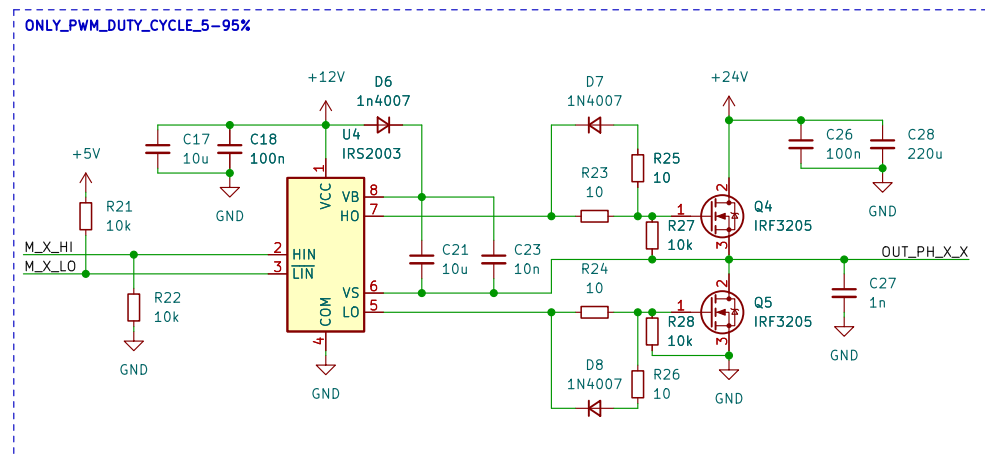 ONLY_PWM_DUTY_CYCLE_5-95%
+12V
D6
1n4007
D7
1N4007
+24V
C17
10u
C18
100n
U4
IRS2003
+5V
R21
10k
GND
1
VCC
VB
8
HO
7
R23
10
R25
10
2
1
Q4
IRF3205
3
C26
100n
C28
220u
GND
M_X_HI
2
HIN
M_X_LO
3
LIN
R27
10k
OUT_PH_X_X
C21
10u
C23
10n
R22
10k
VS
6
LO
5
COM
4
R24
10
2
1
Q5
IRF3205
3
R28
10k
C27
1n
GND
GND
GND
D8
1N4007
R26
10
GND